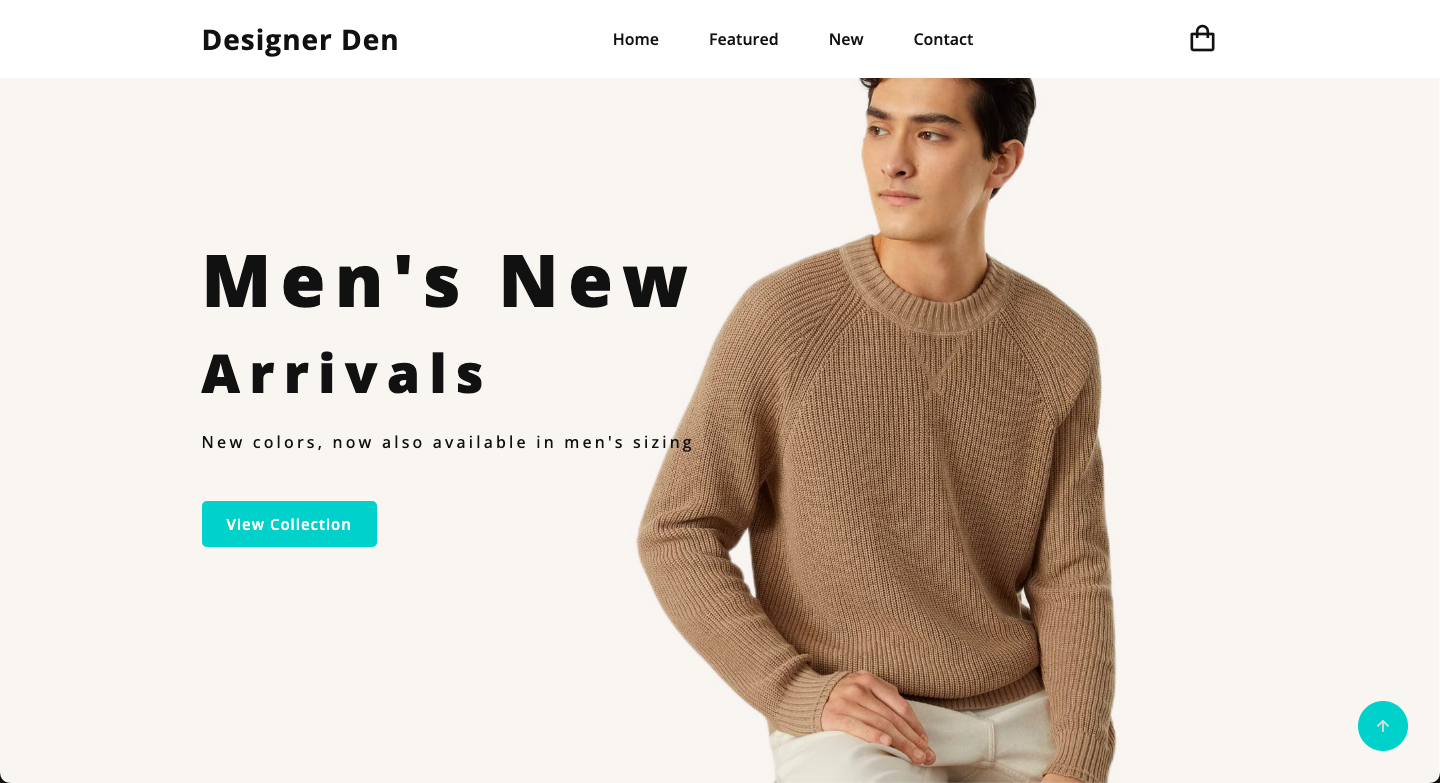 Designer Den
Home Featured New Contact
Men's New
Arrivals
New colors, now also available in men's sizing
View Collection